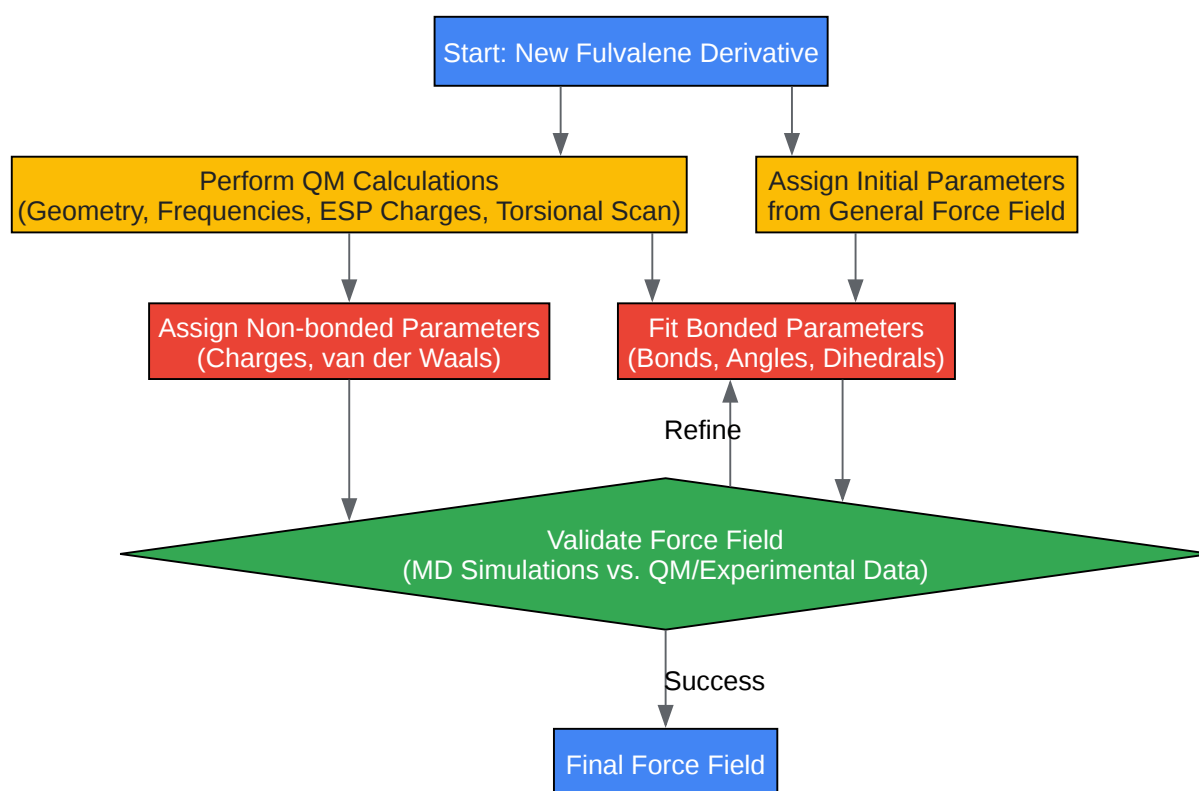 Start: New Fulvalene Derivative
Perform QM Calculations
(Geometry, Frequencies, ESP Charges, Torsional Scan)
Assign Initial Parameters
from General Force Field
Assign Non-bonded Parameters
(Charges, van der Waals)
Fit Bonded Parameters
(Bonds, Angles, Dihedrals)
Refine
Validate Force Field
(MD Simulations vs. QM/Experimental Data)
Success
Final Force Field